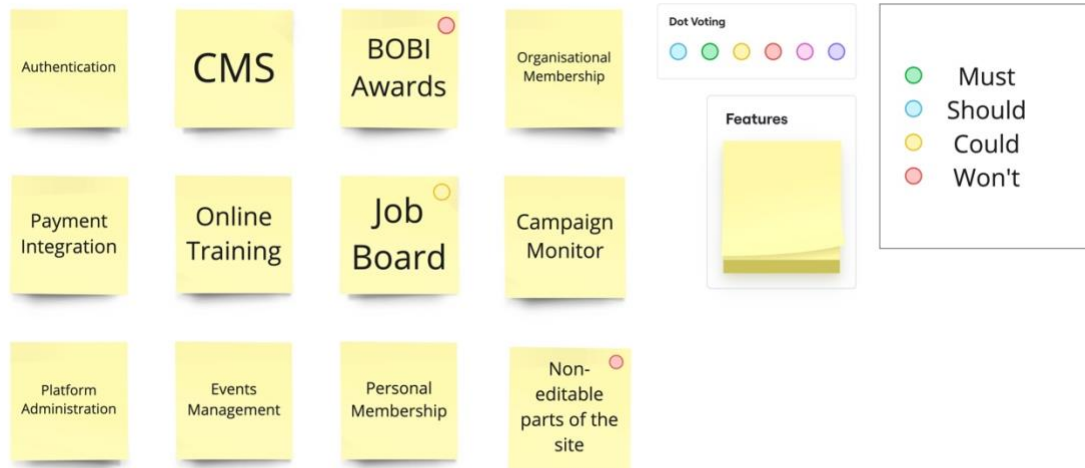 Authentication
CMS
BOBI
Awards
Organisational
Membership
Payment
Integration
Online
Training
Job
Board
Campaign
Monitor
Platform
Administration
Events
Management
Personal
Membership
Non-
editable
parts of the
site
Dot Voting
Features
Must
Should
Could
Won't